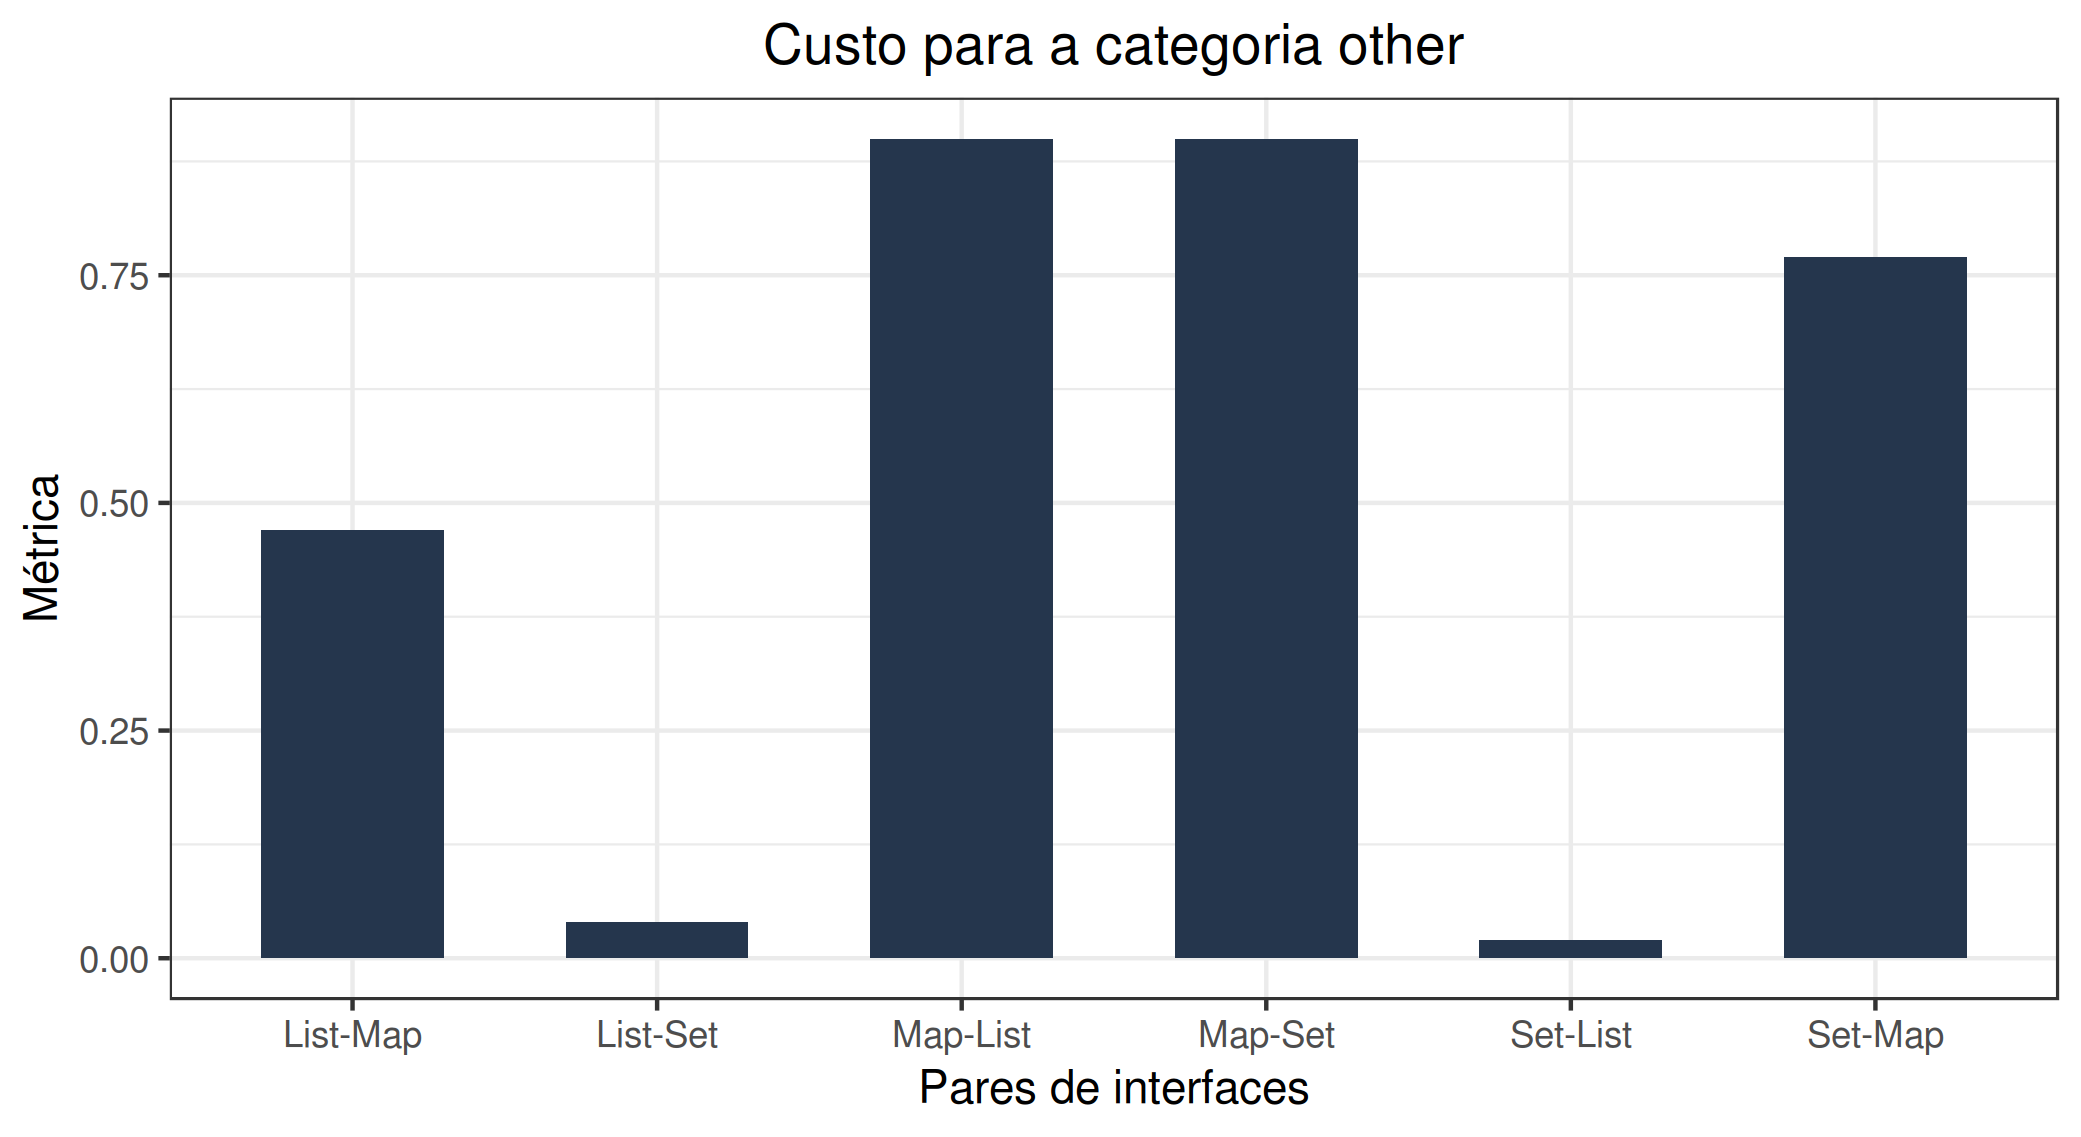 Custo para a categoria other
Métrica
0.75
0.50
0.25
0.00
List-Map List-Set Map-List Map-Set Set-List Set-Map
Pares de interfaces